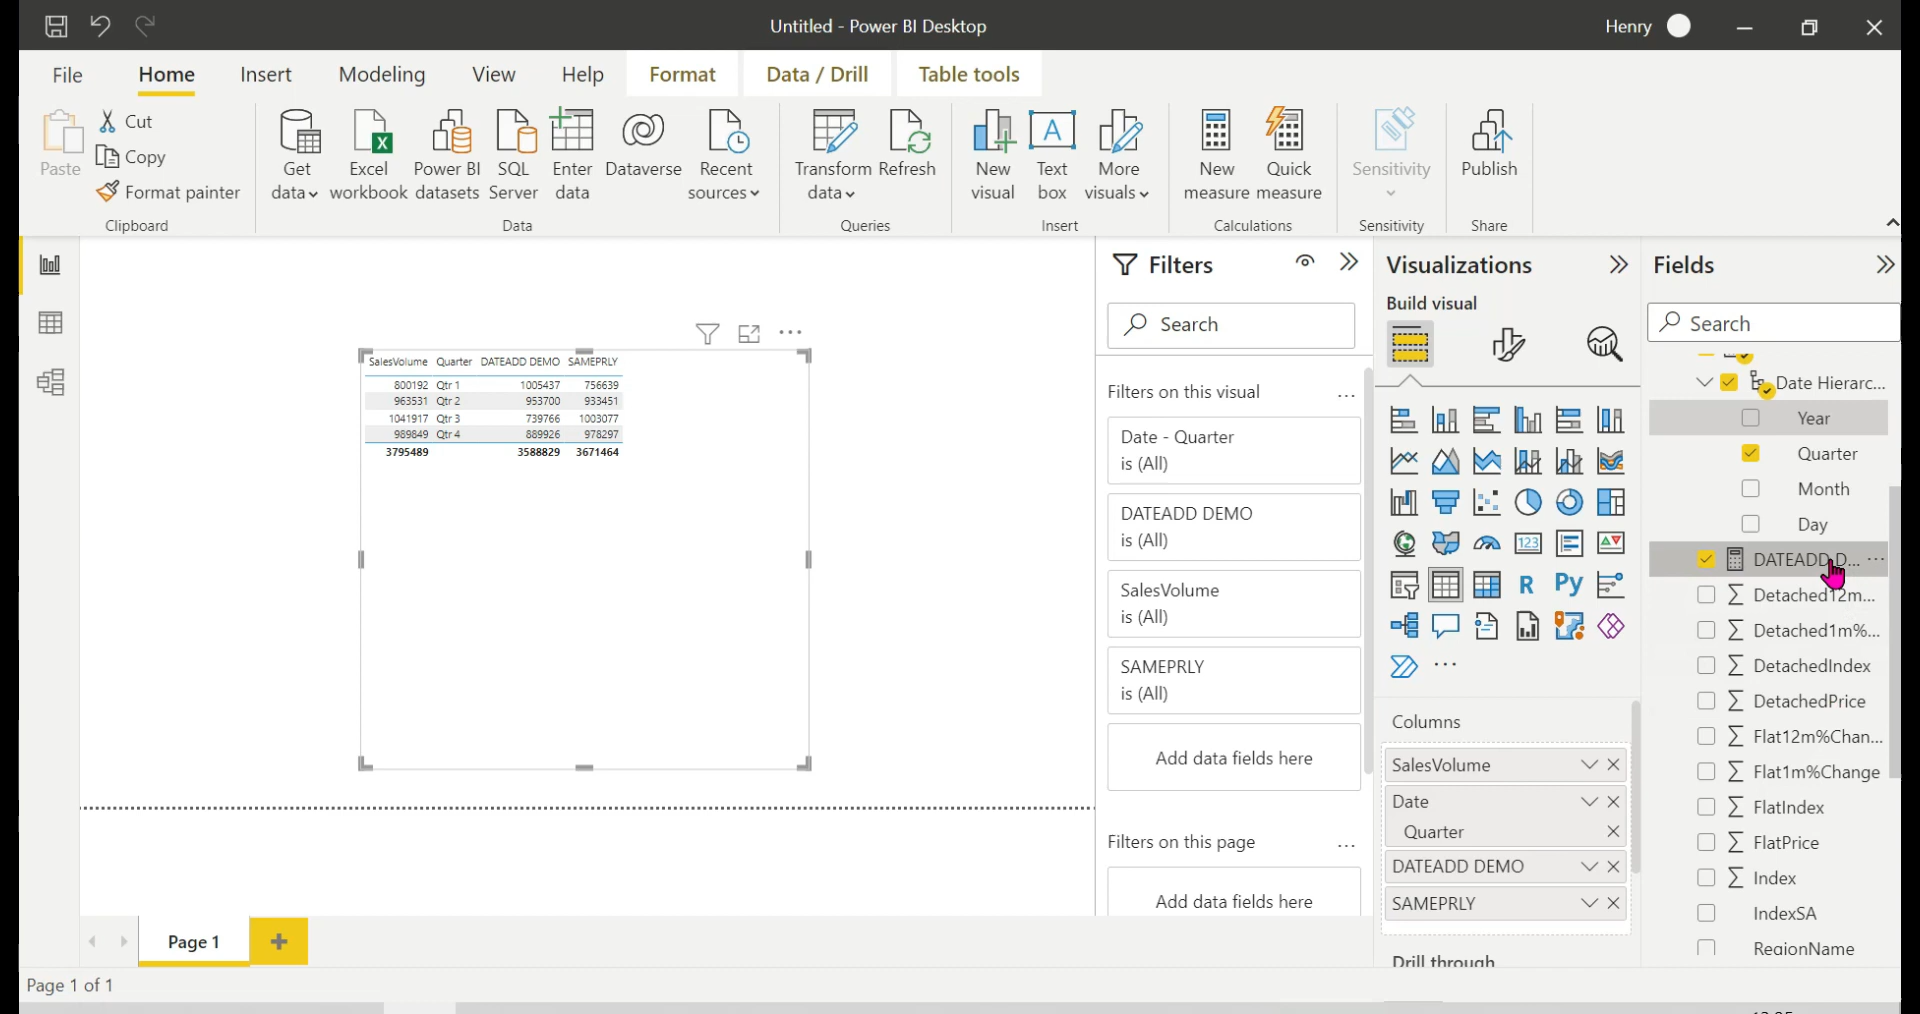 Untitled - Power BI Desktop
Henry
File Home Insert Modeling View Help Format Data / Drill Table tools
Paste
Cut
Copy
Format painter
Clipboard
Get data
Excel workbook
Power BI datasets
SQL Server
Enter data
Dataverse
Recent sources
Data
Transform data
Refresh
Queries
New visual
Text box
More visuals
Insert
New measure
Quick measure
Calculations
Sensitivity
Sensitivity
Publish
Share
SalesVolume Quarter DATEADD DEMO SAMEPRLY
800192 Qtr 1 1005437 756639
963531 Qtr 2 953700 933451
1041917 Qtr 3 739766 1003077
989849 Qtr 4 889926 978297
3795489 3588829 3671464
Filters
Search
Filters on this visual ...
Date - Quarter
is (All)
DATEADD DEMO
is (All)
SalesVolume
is (All)
SAMEPRLY
is (All)
Add data fields here
Filters on this page ...
Add data fields here
Visualizations
Build visual
123
R
Py
...
Columns
SalesVolume
Date
Quarter
DATEADD DEMO
SAMEPRLY
Drill through
Fields
Search
Date Hierarc...
Year
Quarter
Month
Day
DATEADD D... ...
Detached12m...
Detached1m%...
DetachedIndex
DetachedPrice
Flat12m%Chan...
Flat1m%Change
FlatIndex
FlatPrice
Index
IndexSA
RegionName
Page 1
Page 1 of 1